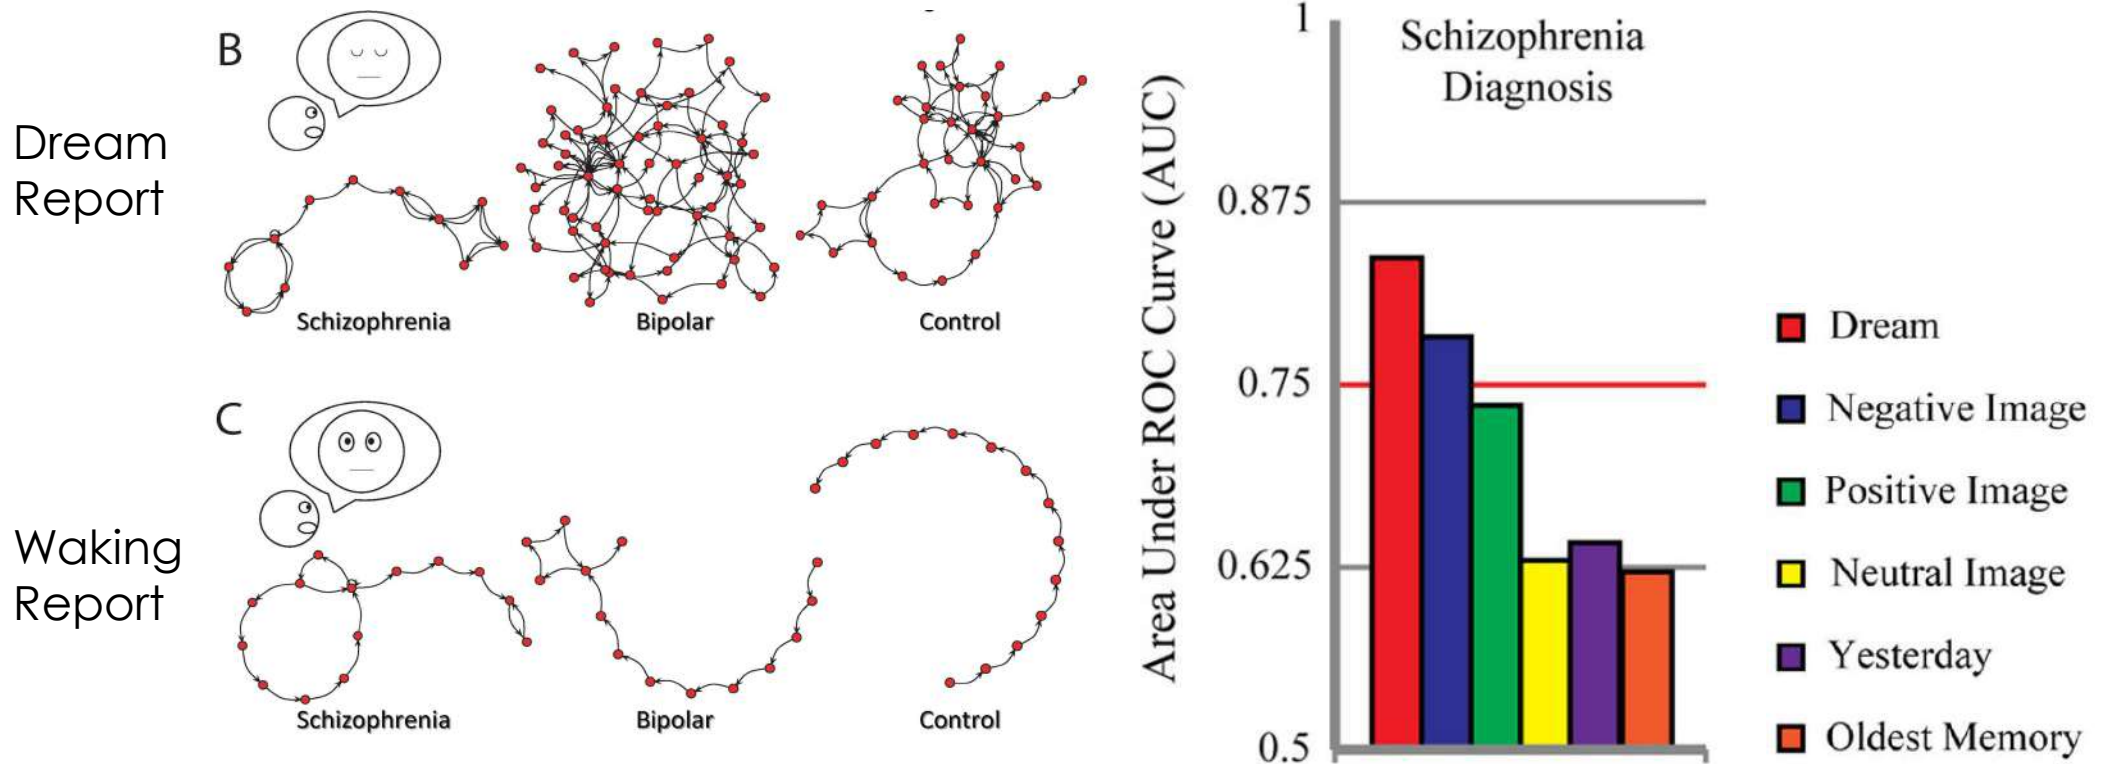 Dream
Report
B
Schizophrenia
Bipolar
Control
Waking
Report
C
Schizophrenia
Bipolar
Control
Area Under ROC Curve (AUC)
1
0.875
0.75
0.625
0.5
Schizophrenia
Diagnosis
Dream
Negative Image
Positive Image
Neutral Image
Yesterday
Oldest Memory